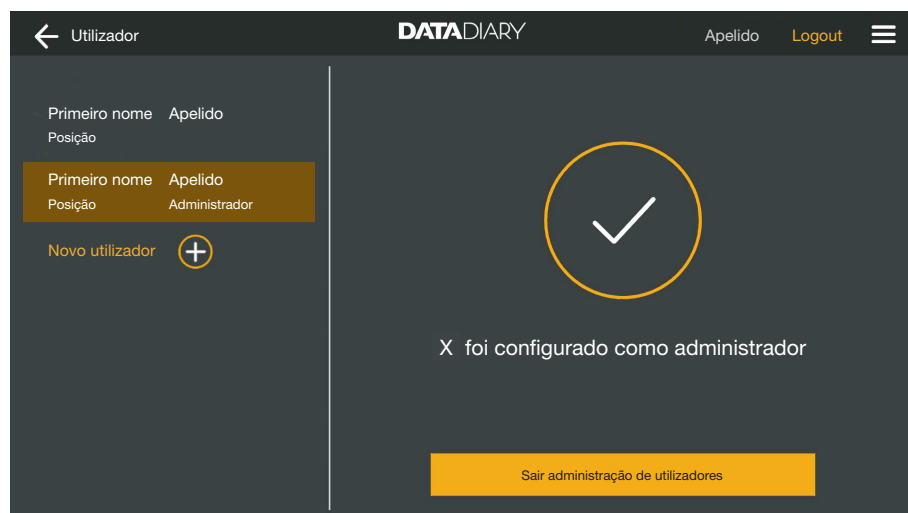 Utilizador
DATADIARY
Apelido Logout
Primeiro nome Apelido
Posição
Primeiro nome Apelido
Posição Administrador
Novo utilizador
X foi configurado como administrador
Sair administração de utilizadores